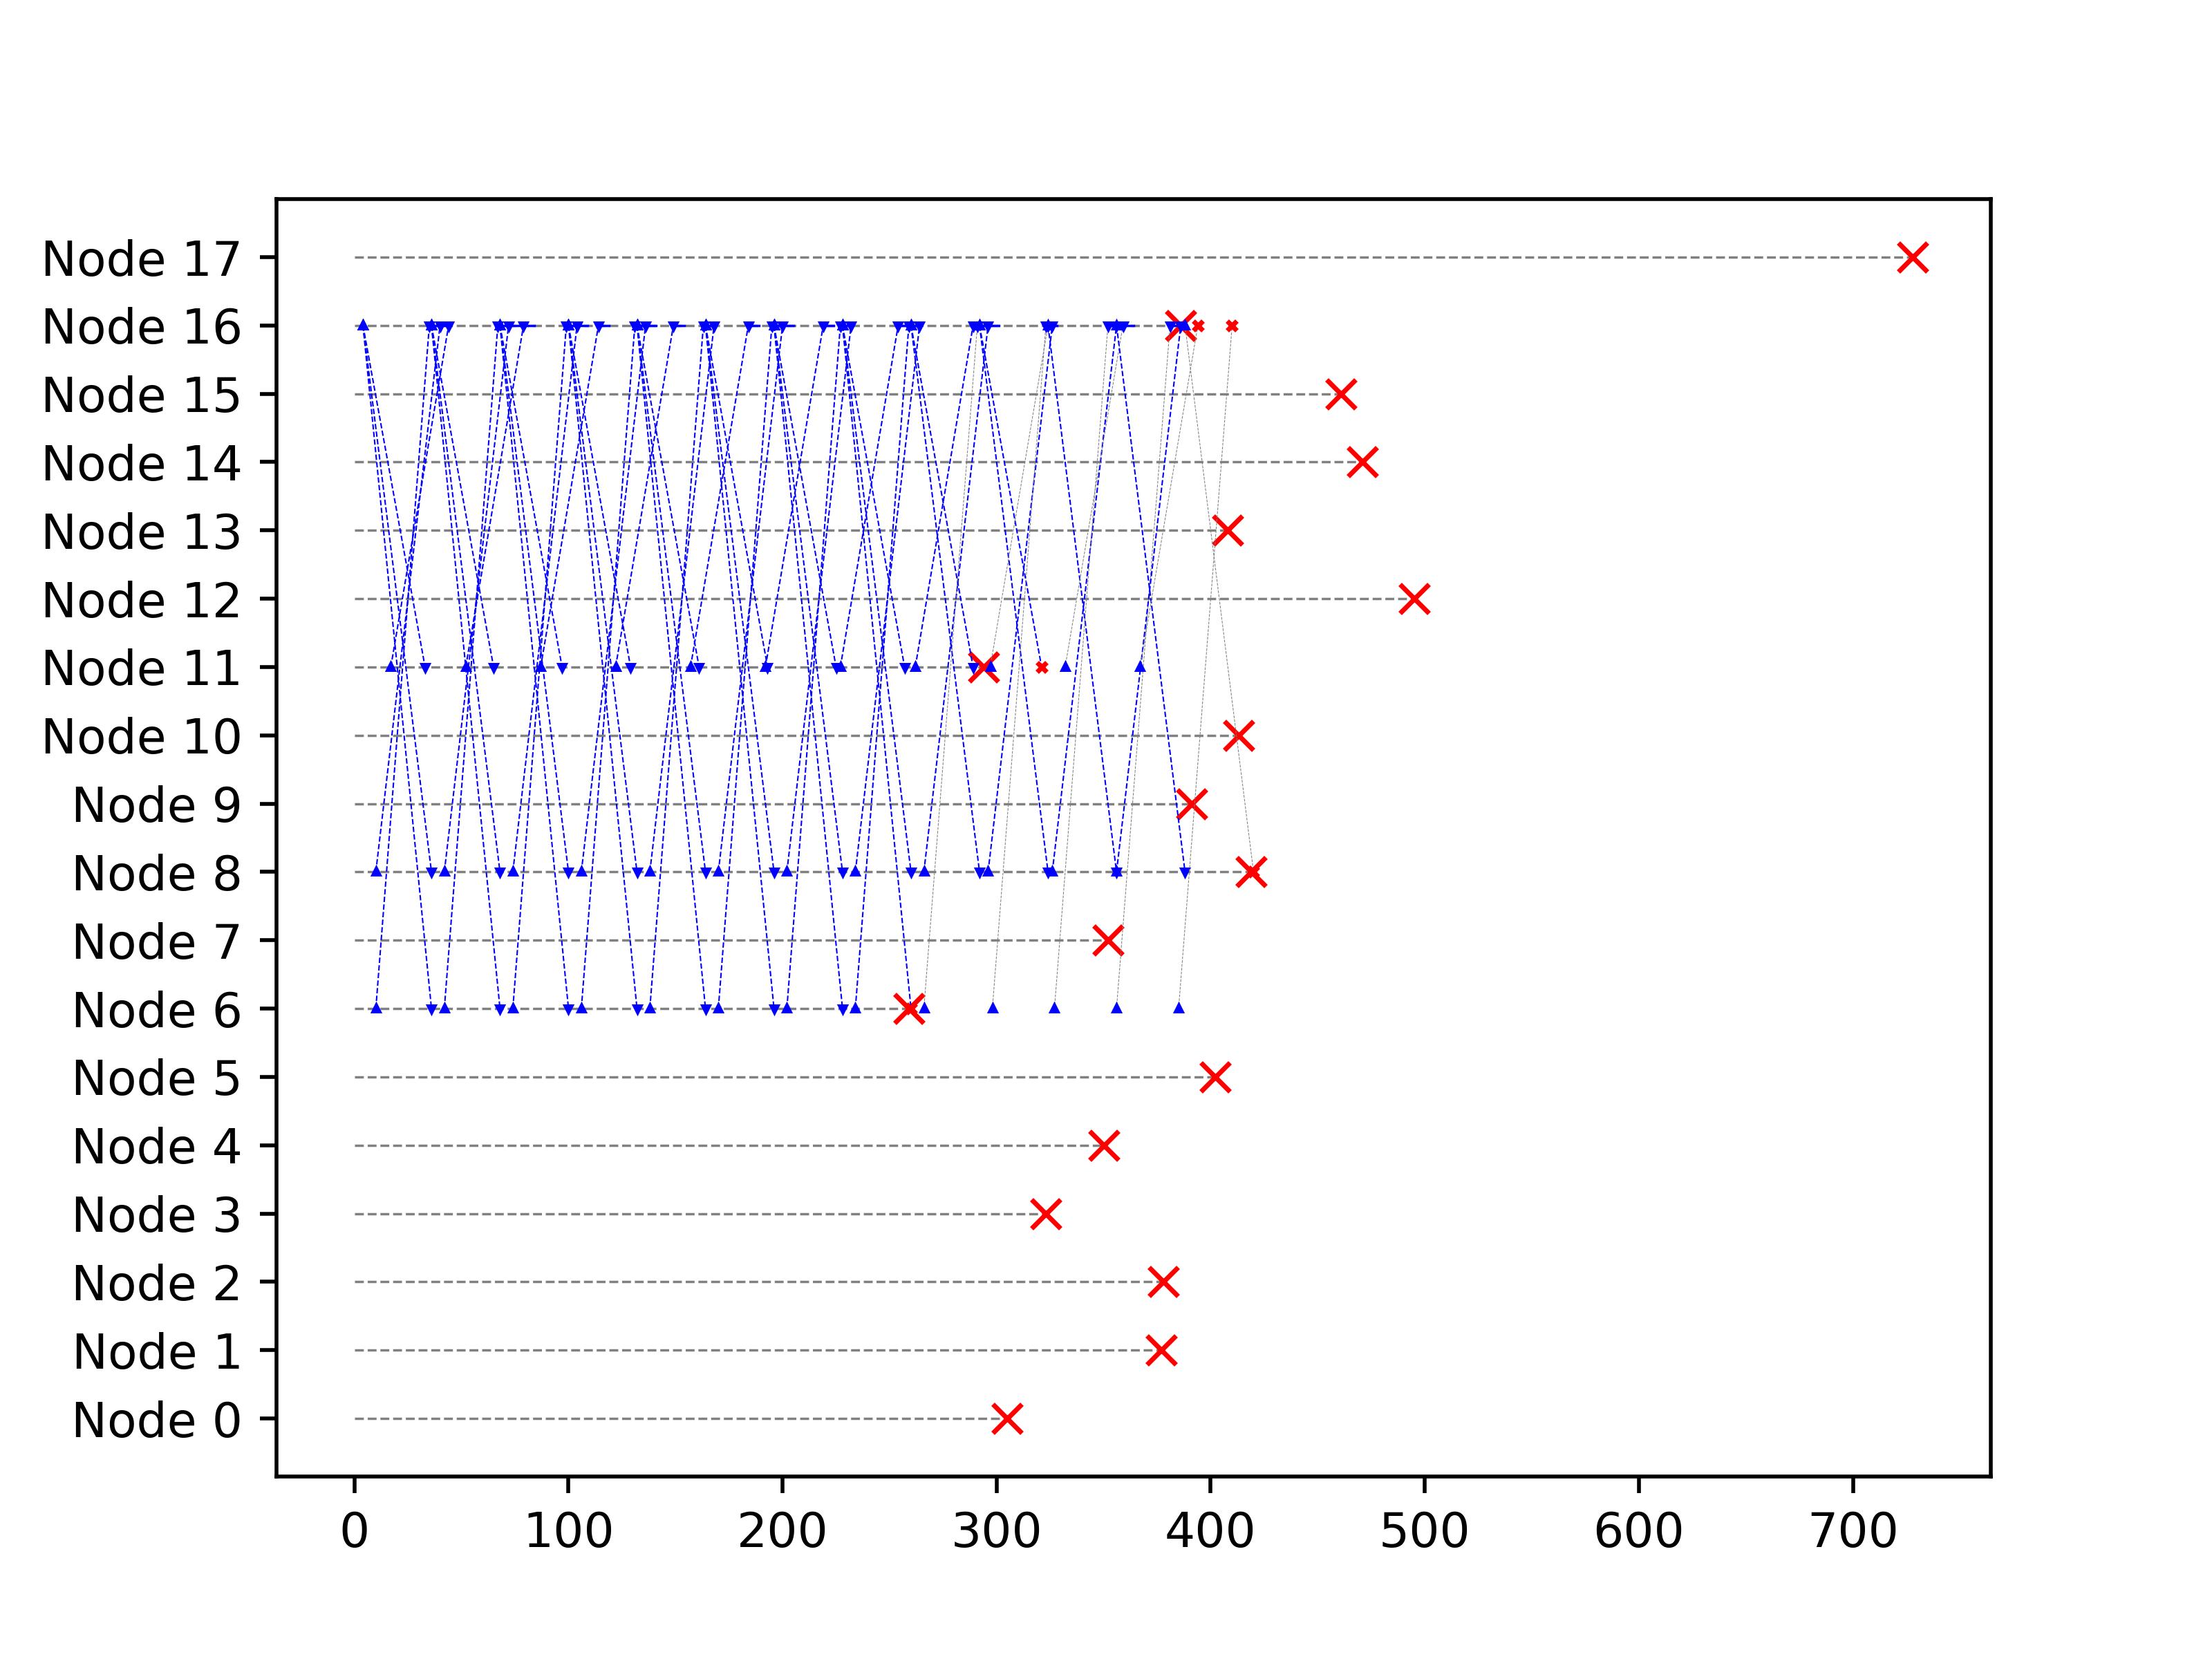 Node 17
Node 16
Node 15
Node 14
Node 13
Node 12
Node 11
Node 10
Node 9
Node 8
Node 7
Node 6
Node 5
Node 4
Node 3
Node 2
Node 1
Node 0
0 100 200 300 400 500 600 700